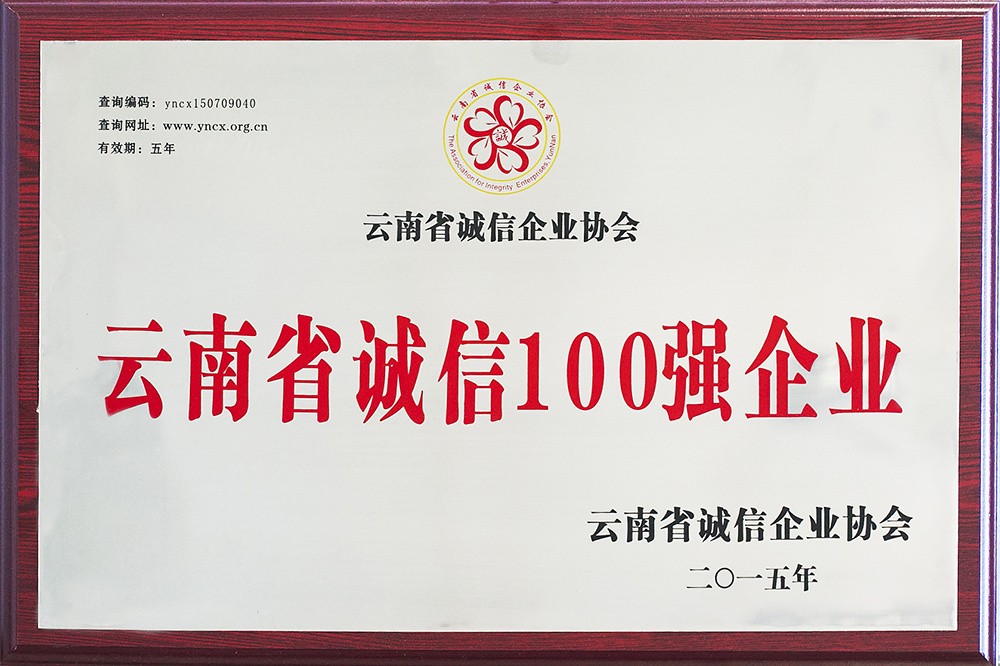 查询编码：yncx150709040
查询网址：www.yncx.org.cn
有效期：五年
云南省诚信企业协会
The Association for Integrity Enterprises,YunNan
誠
云南省诚信企业协会
云南省诚信100强企业
云南省诚信企业协会
二〇一五年